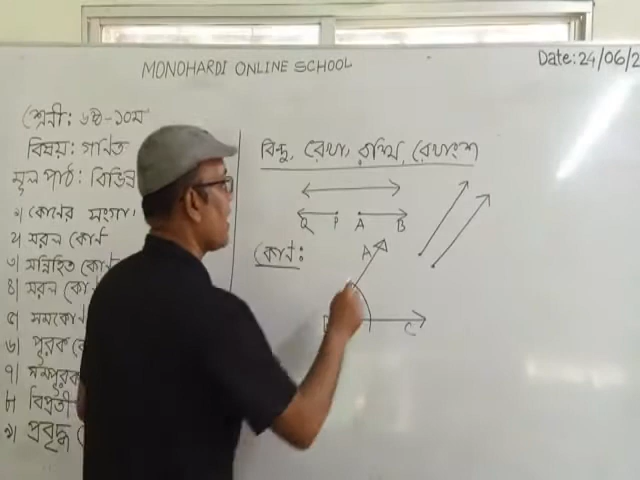 MONOHARDI ONLINE SCHOOL
Date: 24/06/2
শ্রেনী: ৬ষ্ঠ-১০ম
বিষয়: গানিত
মূল পাঠ: বিভিন্ন
১। কোনের সংগা।
২। সরল কোন
৩। সন্নিহিত কোন
৪। সরল কোন
৫। সমকোন
৬। পূরক
৭। সম্পূরক
৮। বিপ্রতী
৯। প্রবৃদ্ধ
বিন্দু, রেখা, রশ্মি, রেখাংশ
Q P A B
কোন:
A
C